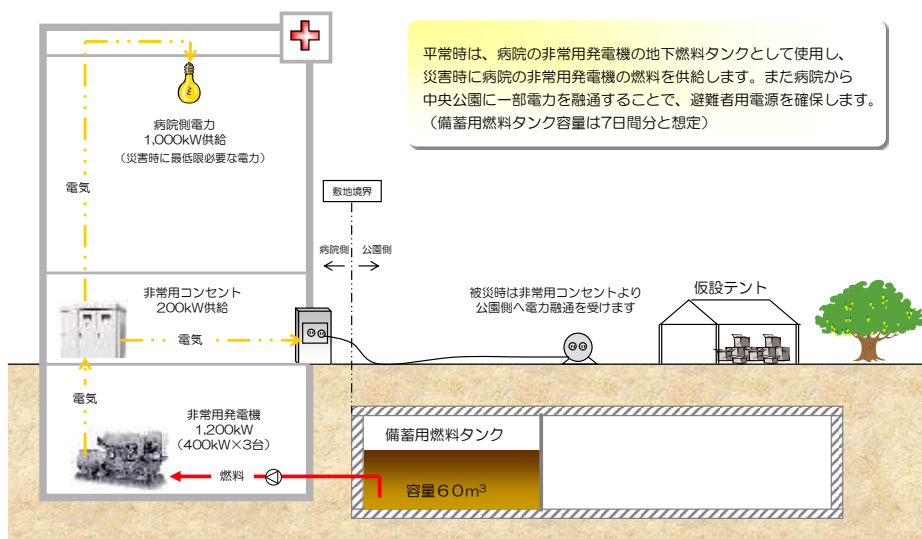 平常時は、病院の非常用発電機の地下燃料タンクとして使用し、
災害時に病院の非常用発電機の燃料を供給します。また病院から
中央公園に一部電力を融通することで、避難者用電源を確保します。
（備蓄用燃料タンク容量は7日間分と想定）
病院側電力
1,000kW供給
（災害時に最低限必要な電力）
電気
敷地境界
病院側
公園側
非常用コンセント
200kW供給
電気
被災時は非常用コンセントより
公園側へ電力融通を受けます
仮設テント
電気
非常用発電機
1,200kW
（400kW×3台）
燃料
備蓄用燃料タンク
容量60m³